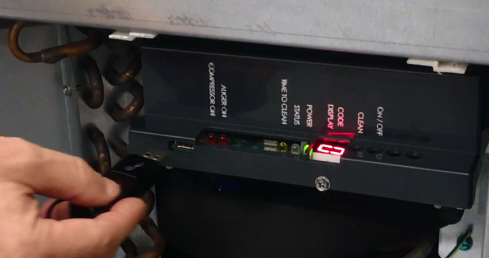 COMPRESSOR ON
AUGER ON
TIME TO CLEAN
STATUS
POWER
CODE
DISPLAY
CLEAN
ON / OFF